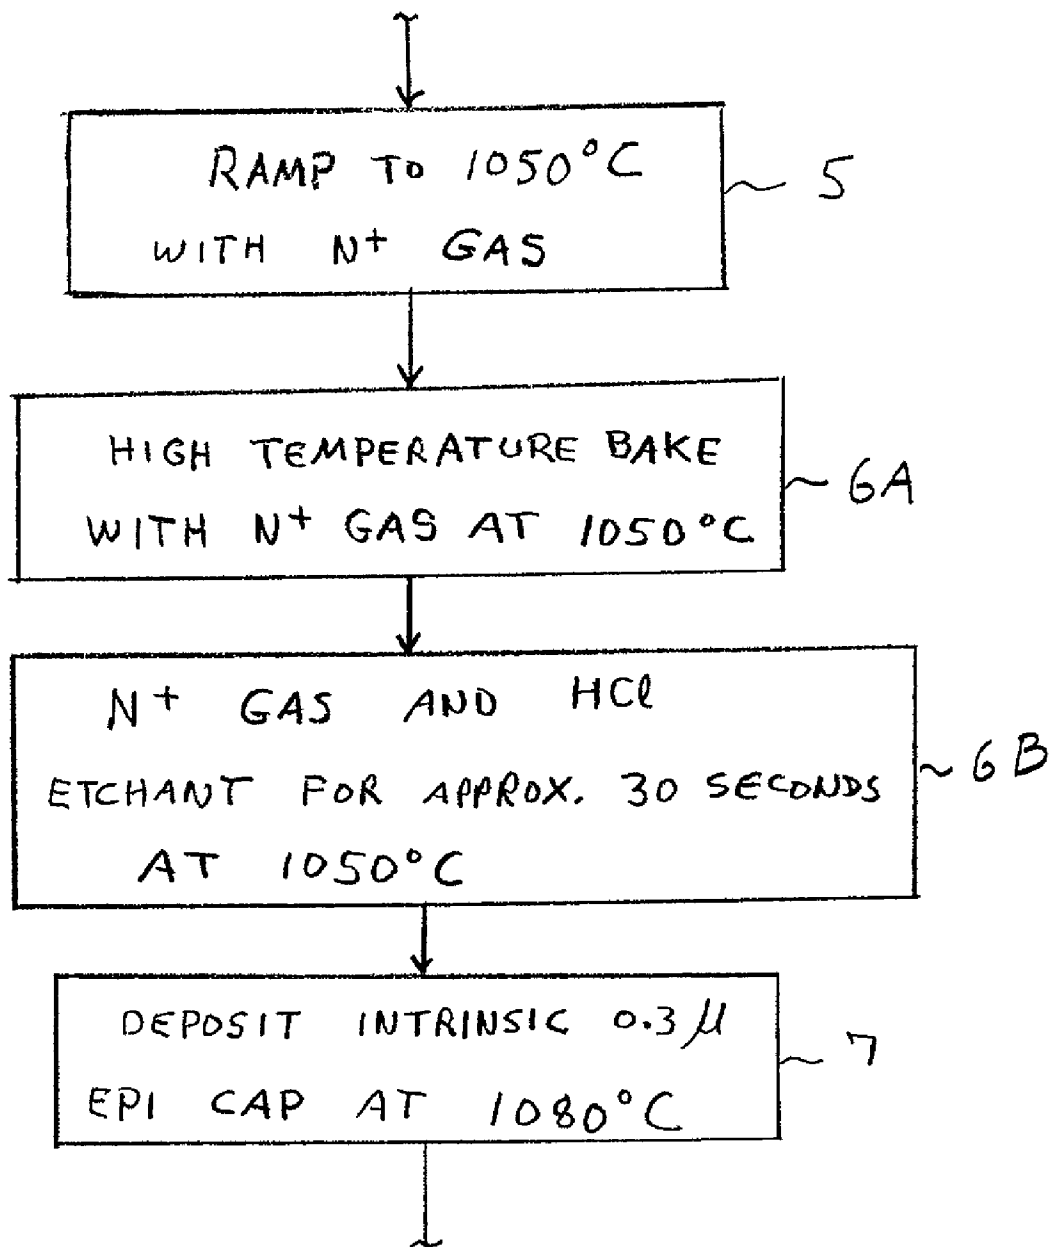 RAMP TO 1050°C
WITH N+ GAS
5
HIGH TEMPERATURE BAKE
WITH N+ GAS AT 1050°C
6A
N+ GAS AND HCl
ETCHANT FOR APPROX. 30 SECONDS
AT 1050°C
6B
DEPOSIT INTRINSIC 0.3 μ
EPI CAP AT 1080°C
7